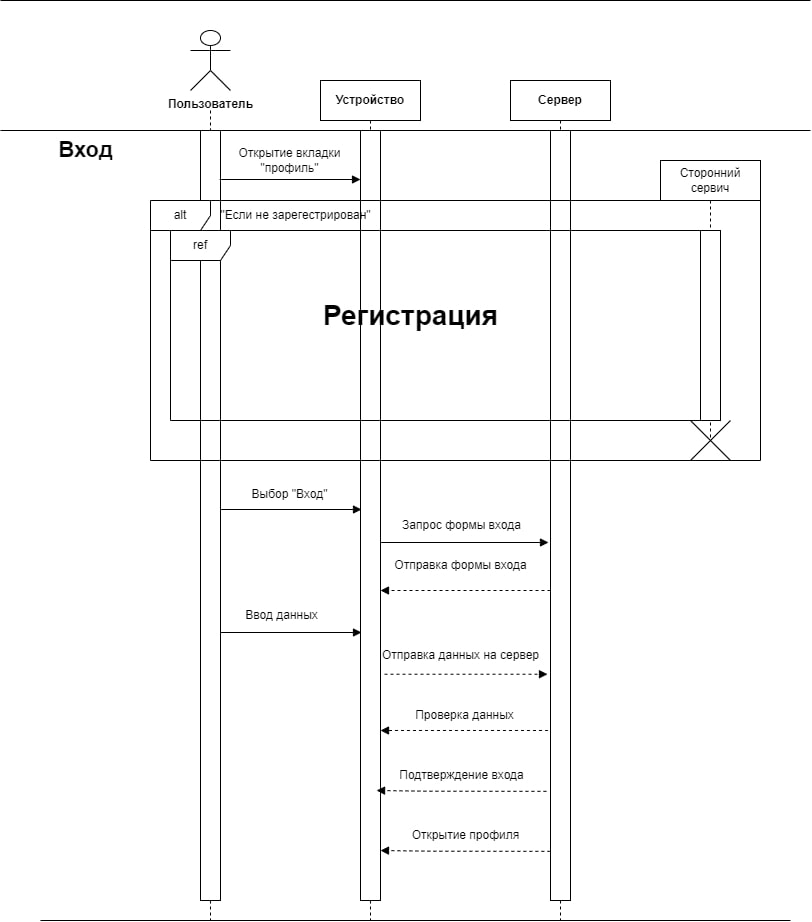 Пользователь
Устройство
Сервер
Вход
Открытие вкладки
"профиль"
Сторонний
сервич
alt
"Если не зарегестрирован"
ref
Регистрация
Выбор "Вход"
Запрос формы входа
Отправка формы входа
Ввод данных
Отправка данных на сервер
Проверка данных
Подтверждение входа
Открытие профиля